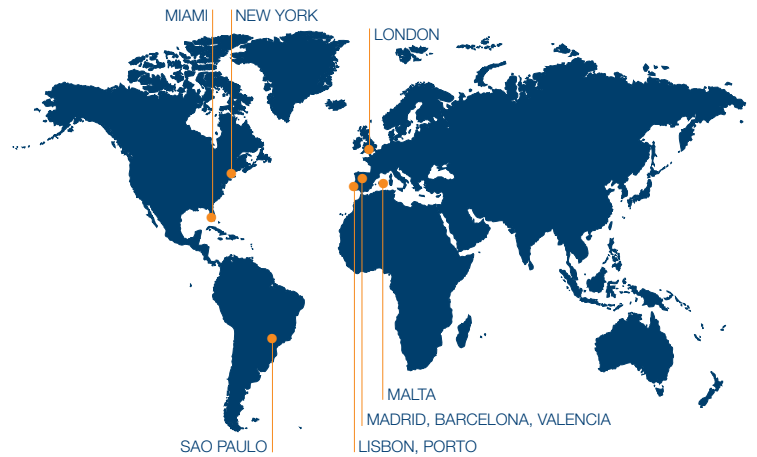 MIAMI
NEW YORK
LONDON
MALTA
MADRID, BARCELONA, VALENCIA
SAO PAULO
LISBON, PORTO